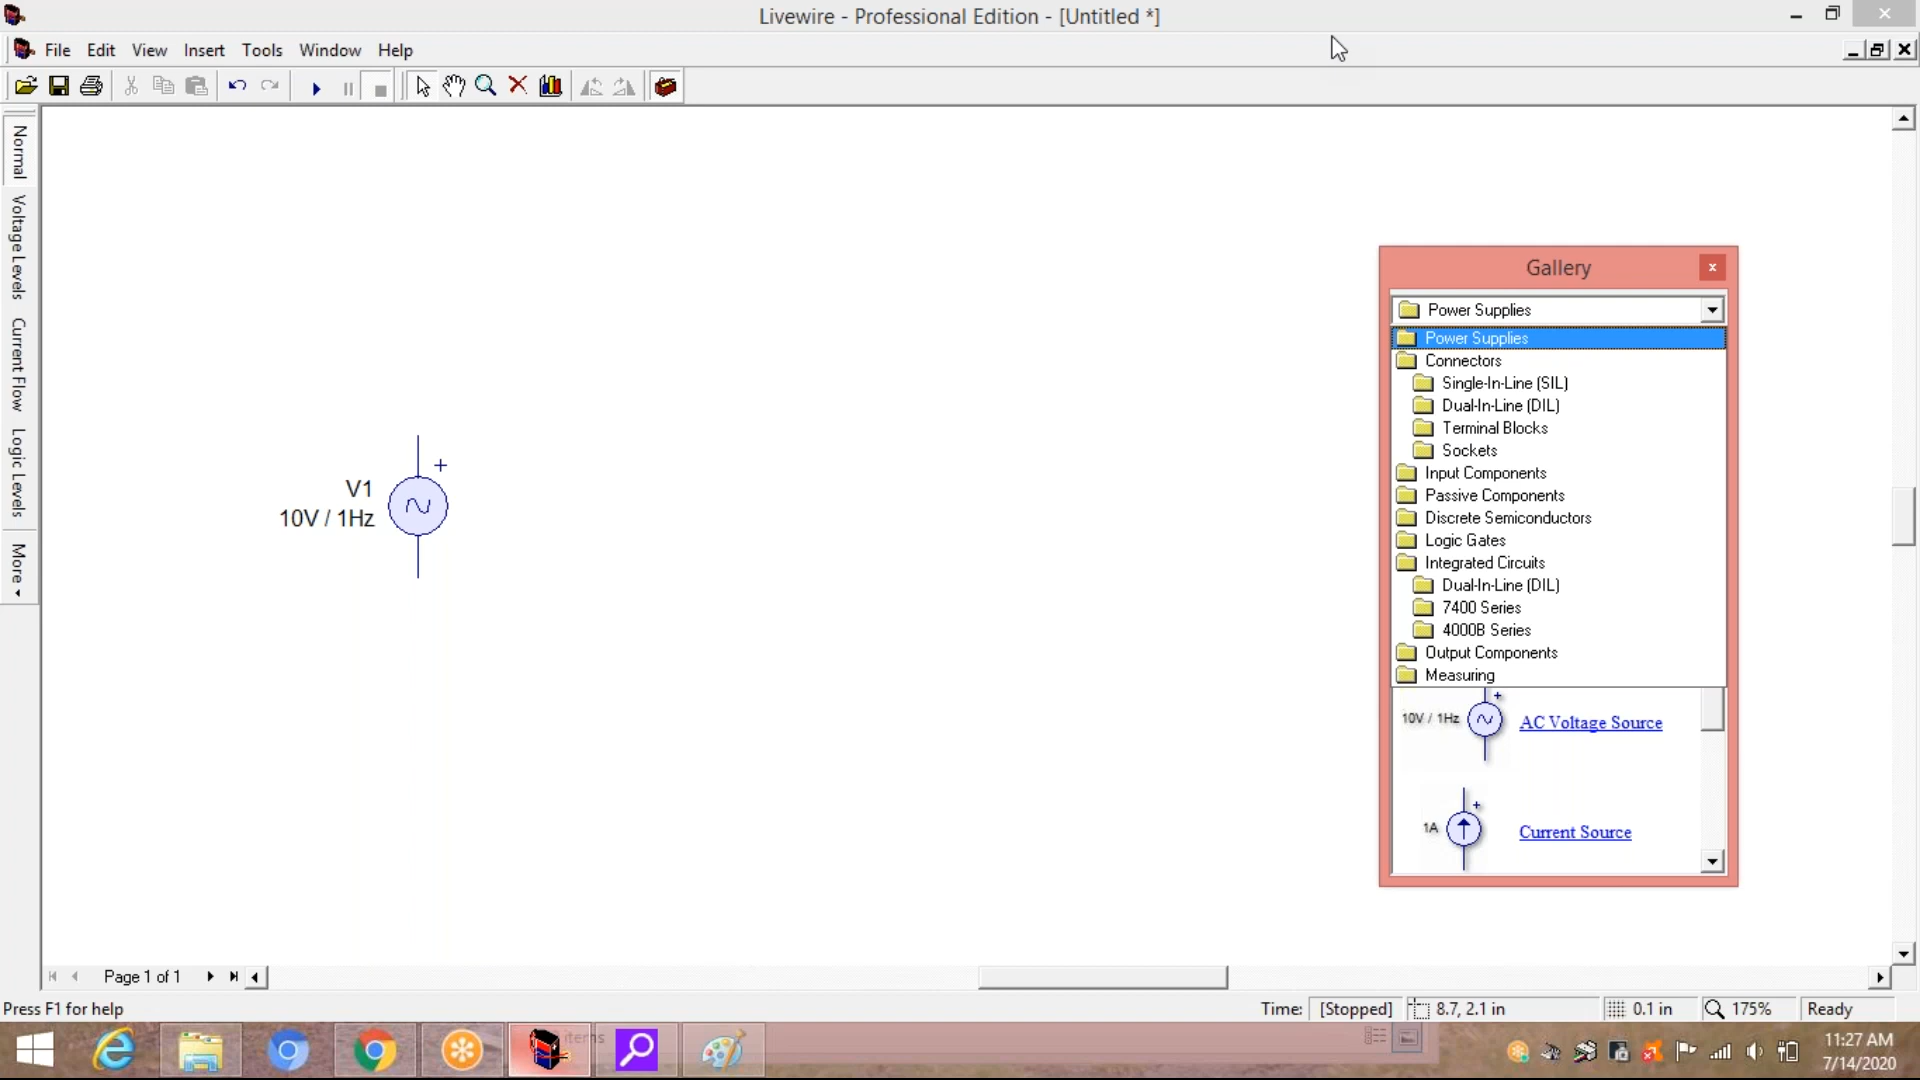 Livewire - Professional Edition - [Untitled *]
File Edit View Insert Tools Window Help
Normal
Voltage Levels
Current Flow
Logic Levels
More
V1
10V / 1Hz
+
Gallery
Power Supplies
Power Supplies
Connectors
Single-In-Line (SIL)
Dual-In-Line (DIL)
Terminal Blocks
Sockets
Input Components
Passive Components
Discrete Semiconductors
Logic Gates
Integrated Circuits
Dual-In-Line (DIL)
7400 Series
4000B Series
Output Components
Measuring
10V / 1Hz + AC Voltage Source
1A + Current Source
Page 1 of 1
Press F1 for help Time: [Stopped] 8.7, 2.1 in 0.1 in 175% Ready
items
11:27 AM
7/14/2020